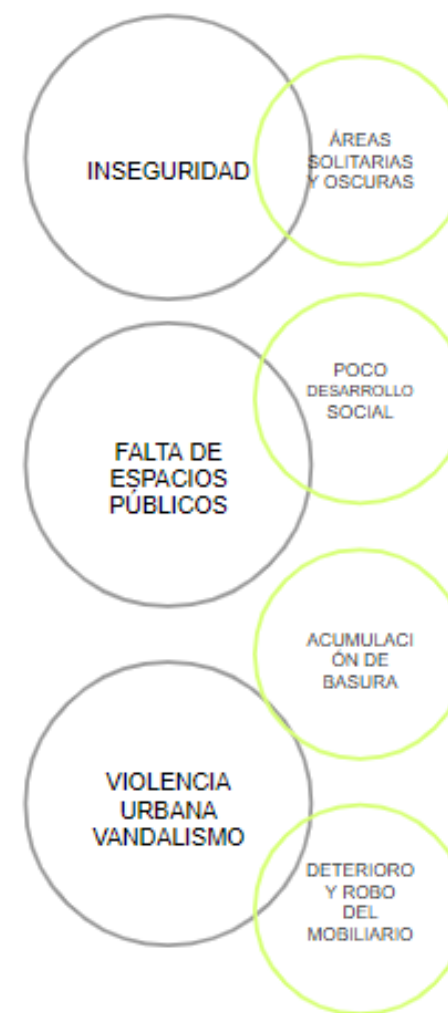 INSEGURIDAD
ÁREAS
SOLITARIAS
Y OSCURAS
FALTA DE
ESPACIOS
PÚBLICOS
POCO
DESARROLLO
SOCIAL
ACUMULACI
ÓN DE
BASURA
VIOLENCIA
URBANA
VANDALISMO
DETERIORO
Y ROBO
DEL
MOBILIARIO